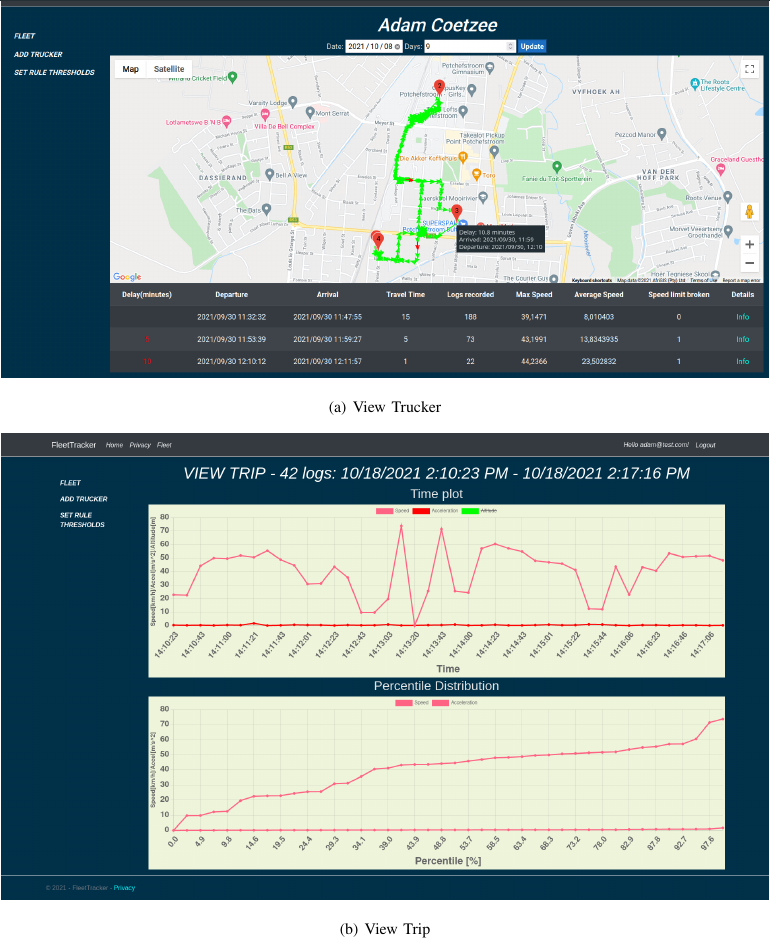 Adam Coetzee
FLEET
ADD TRUCKER
SET RULE THRESHOLDS
Date: 2021/10/08 Days: 9 Update
Map Satellite
Potchefstroom Gymnasium
Cricket Field
The Roots Lifestyle Centre
VYFHOEK AH
Varsity Lodge
Mont Serrat
Lofts
Lotlametswe B N B
Villa De Bell Complex
Meyer St
Takealot Pickup Point Potchefstroom
Pezcod Manor
Die Akker Koffiehuis
Graceland
DASSIERAND
Bell A View
Toro
Fanie du Toit Sportterrein
VAN DER HOFF PARK
Roots Venue
The Bats
Mooirivier
SUPERSPA
Morvet Veeartsenry Groothandel
Delay: 10.8 minutes
Arrived: 2021/09/30, 11:59
Departure: 2021/09/30, 12:10
The Courier Guy
Google
Keyboard shortcuts Map data ©2021 AfriGIS (Pty) Ltd Terms of Use Report a map error
Delay(minutes) Departure Arrival Travel Time Logs recorded Max Speed Average Speed Speed limit broken Details
2021/09/30 11:32:32 2021/09/30 11:47:55 15 188 39,1471 8,010403 0 Info
2021/09/30 11:53:39 2021/09/30 11:59:27 5 73 43,1991 13,8343935 1 Info
10 2021/09/30 12:10:12 2021/09/30 12:11:57 1 22 44,2366 23,502832 1 Info
(a) View Trucker
FleetTracker Home Privacy Fleet Hello adam@test.com! Logout
FLEET
ADD TRUCKER
SET RULE
THRESHOLDS
VIEW TRIP - 42 logs: 10/18/2021 2:10:23 PM - 10/18/2021 2:17:16 PM
Time plot
Speed Acceleration Altitude
Speed[km/h]/Accel[m/s^2]/Altitude[m]
80
70
60
50
40
30
20
10
0
14:10:23 14:10:43 14:11:00 14:11:21 14:11:43 14:12:01 14:12:23 14:12:43 14:13:03 14:13:20 14:13:43 14:14:00 14:14:23 14:14:43 14:15:01 14:15:22 14:15:44 14:16:06 14:16:23 14:16:46 14:17:06
Time
Percentile Distribution
Speed Acceleration
Speed[km/h]/Accel[m/s^2]
80
70
60
50
40
30
20
10
0
0.0 4.9 9.8 14.6 19.5 24.4 29.3 34.1 39.0 43.9 48.8 53.7 58.5 63.4 68.3 73.2 78.0 82.9 87.8 92.7 97.6
Percentile [%]
© 2021 - FleetTracker - Privacy
(b) View Trip